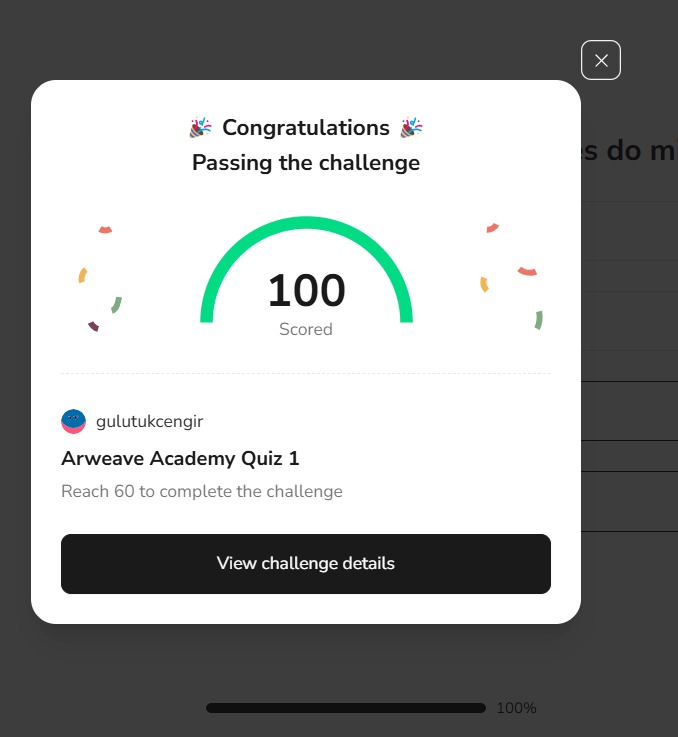 es do mi
🎉 Congratulations 🎉
Passing the challenge
100
Scored
gulutukcengir
Arweave Academy Quiz 1
Reach 60 to complete the challenge
View challenge details
100%